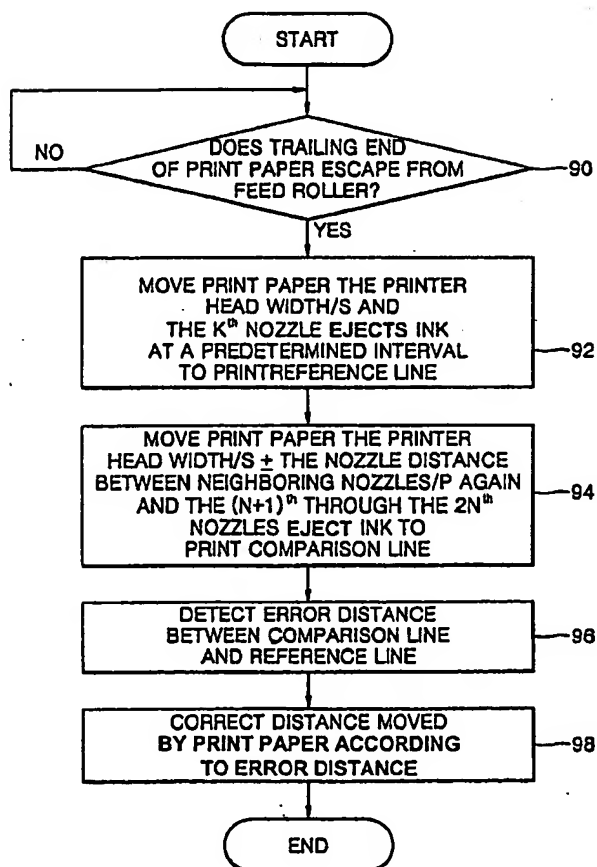 START
NO
DOES TRAILING END
OF PRINT PAPER ESCAPE FROM
FEED ROLLER?
90
YES
MOVE PRINT PAPER THE PRINTER
HEAD WIDTH/S AND
THE Kth NOZZLE EJECTS INK
AT A PREDETERMINED INTERVAL
TO PRINTREFERENCE LINE
92
MOVE PRINT PAPER THE PRINTER
HEAD WIDTH/S ± THE NOZZLE DISTANCE
BETWEEN NEIGHBORING NOZZLES/P AGAIN
AND THE (N+1)th THROUGH THE 2Nth
NOZZLES EJECT INK TO
PRINT COMPARISON LINE
94
DETECT ERROR DISTANCE
BETWEEN COMPARISON LINE
AND REFERENCE LINE
96
CORRECT DISTANCE MOVED
BY PRINT PAPER ACCORDING
TO ERROR DISTANCE
98
END